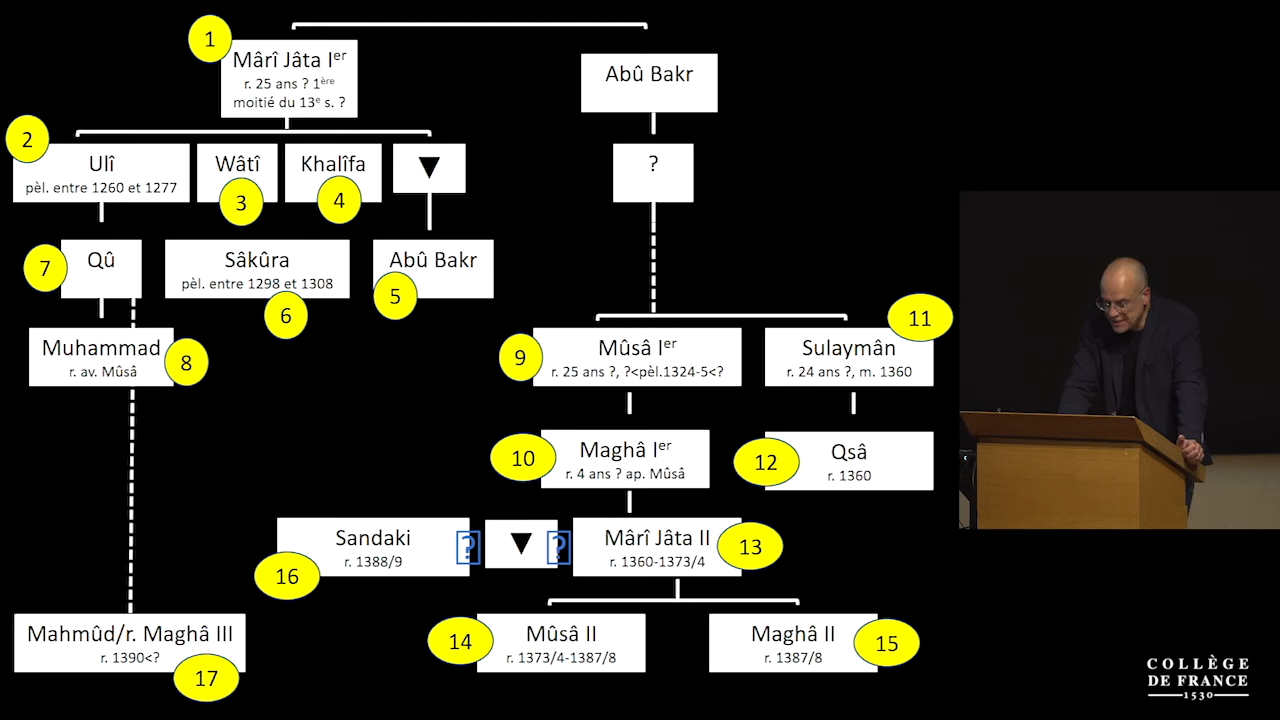 1
Mârî Jâta Iᵉʳ
r. 25 ans ? 1ère
moitié du 13ᵉ s. ?
Abû Bakr
2
Ulî
pèl. entre 1260 et 1277
Wâtî
3
Khalîfa
4
▼
?
7
Qû
Sâkûra
pèl. entre 1298 et 1308
6
Abû Bakr
5
Muhammad
r. av. Mûsâ
8
9
Mûsâ Iᵉʳ
r. 25 ans ?, ?<pèl.1324-5<?
11
Sulaymân
r. 24 ans ?, m. 1360
10
Maghâ Iᵉʳ
r. 4 ans ? ap. Mûsâ
12
Qsâ
r. 1360
Sandaki
r. 1388/9
16
?
▼
?
Mârî Jâta II
r. 1360-1373/4
13
Mahmûd/r. Maghâ III
r. 1390<?
17
14
Mûsâ II
r. 1373/4-1387/8
Maghâ II
r. 1387/8
15
COLLÈGE
DE FRANCE
1530